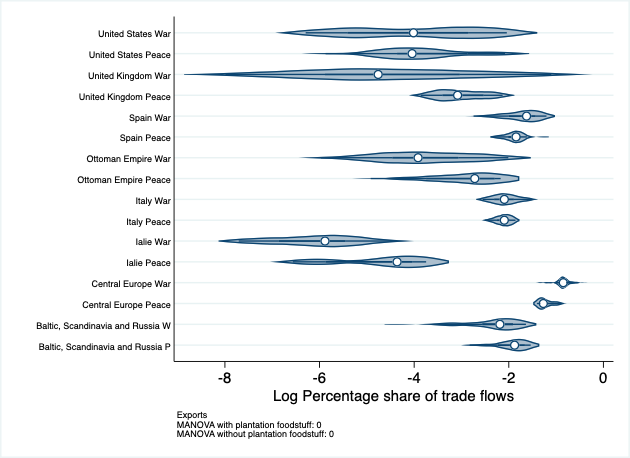 United States War
United States Peace
United Kingdom War
United Kingdom Peace
Spain War
Spain Peace
Ottoman Empire War
Ottoman Empire Peace
Italy War
Italy Peace
Ialie War
Ialie Peace
Central Europe War
Central Europe Peace
Baltic, Scandinavia and Russia W
Baltic, Scandinavia and Russia P
-8 -6 -4 -2 0
Log Percentage share of trade flows
Exports
MANOVA with plantation foodstuff: 0
MANOVA without plantation foodstuff: 0